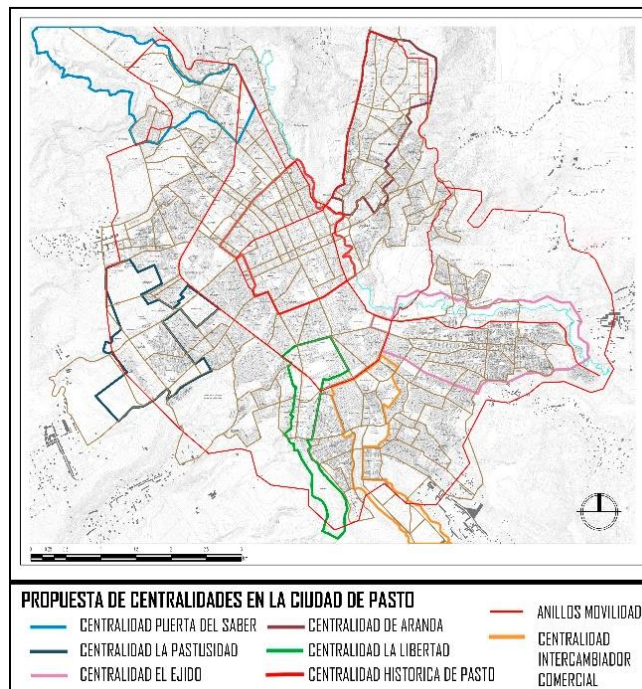 PROPUESTA DE CENTRALIDADES EN LA CIUDAD DE PASTO
CENTRALIDAD PUERTA DEL SABER
CENTRALIDAD LA PASTUSIDAD
CENTRALIDAD EL EJIDO
CENTRALIDAD DE ARANDA
CENTRALIDAD LA LIBERTAD
CENTRALIDAD HISTORICA DE PASTO
ANILLOS MOVILIDAD
CENTRALIDAD
INTERCAMBIADOR
COMERCIAL